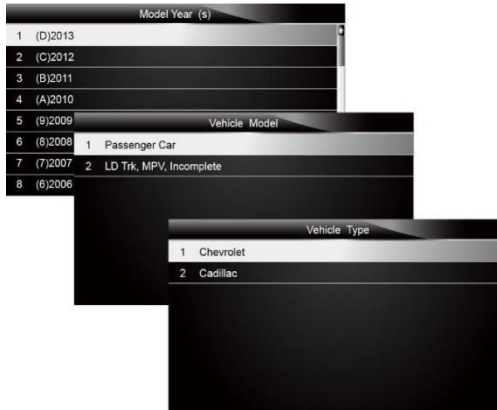 Model Year (s)
1 (D)2013
2 (C)2012
3 (B)2011
4 (A)2010
5 (9)2009
6 (8)2008
7 (7)2007
8 (6)2006
Vehicle Model
1 Passenger Car
2 LD Trk, MPV, Incomplete
Vehicle Type
1 Chevrolet
2 Cadillac